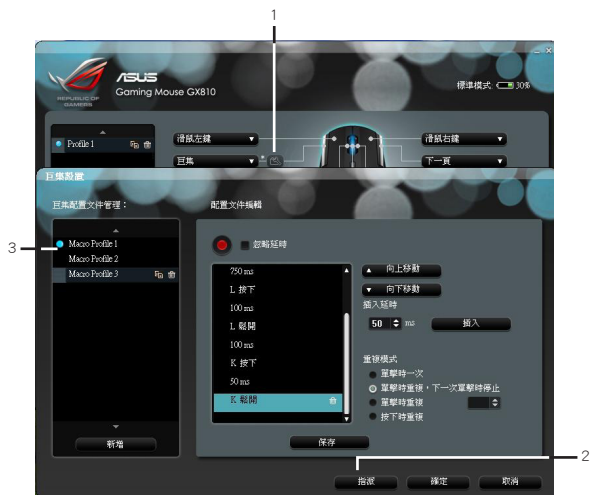 1
REPUBLIC OF
GAMERS
ASUS
Gaming Mouse GX810
標準模式: 30%
Profile 1
滑鼠左鍵
滑鼠右鍵
巨集
下一頁
巨集設置
巨集配置文件管理：
配置文件編輯
3
Macro Profile 1
Macro Profile 2
Macro Profile 3
忽略延時
750 ms
L 按下
100 ms
L 鬆開
100 ms
K 按下
50 ms
K 鬆開
向上移動
向下移動
插入延時
50 ms 插入
重複模式
單擊時一次
單擊時重複，下一次單擊時停止
單擊時重複
按下時重複
新增
保存
2
指派
確定
取消